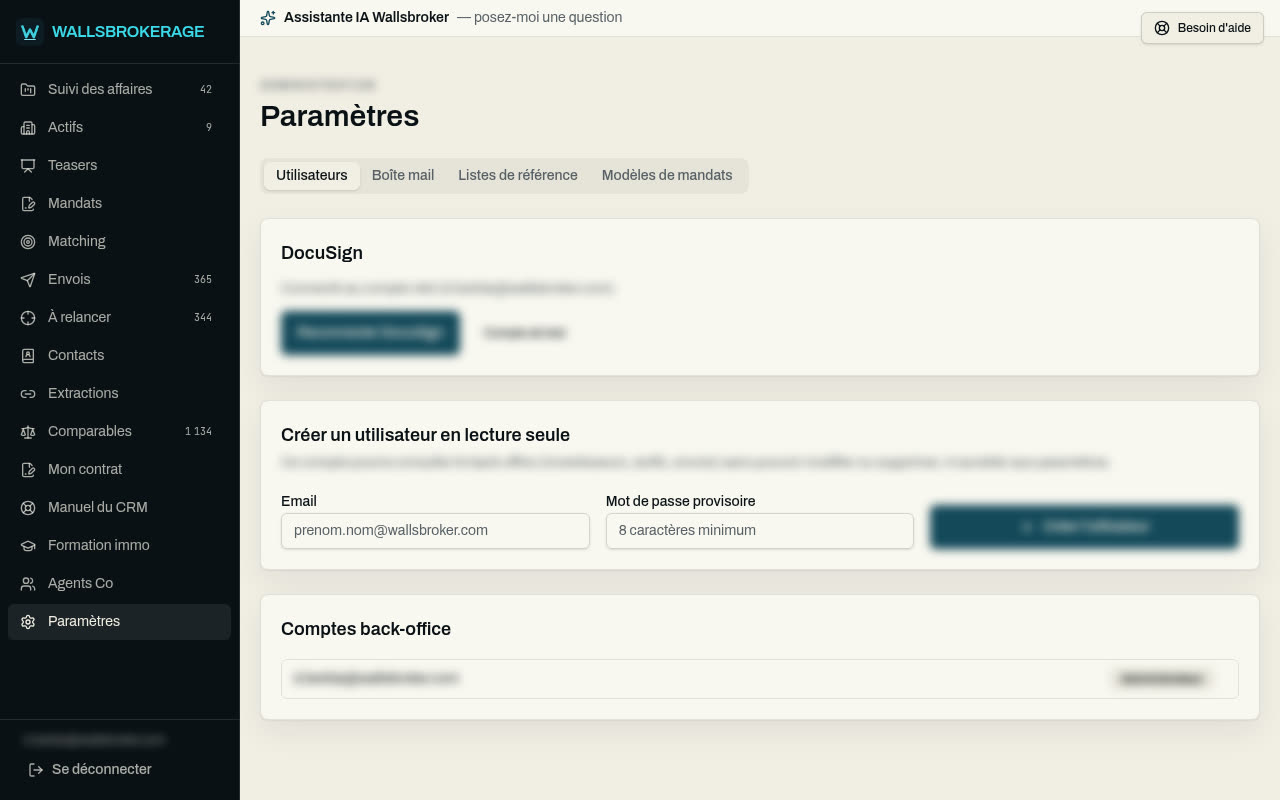 WALLSBROKERAGE
Suivi des affaires 42
Actifs 9
Teasers
Mandats
Matching
Envois 365
À relancer 344
Contacts
Extractions
Comparables 1 134
Mon contrat
Manuel du CRM
Formation immo
Agents Co
Paramètres
Se déconnecter
Assistante IA Wallsbroker — posez-moi une question
Besoin d'aide
Paramètres
Utilisateurs Boîte mail Listes de référence Modèles de mandats
DocuSign
Créer un utilisateur en lecture seule
Email Mot de passe provisoire
prenom.nom@wallsbroker.com 8 caractères minimum
Comptes back-office